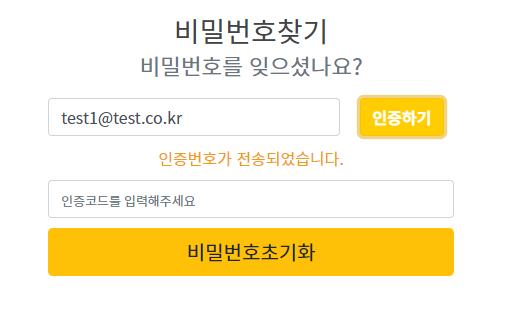 비밀번호찾기
비밀번호를 잊으셨나요?
test1@test.co.kr 인증하기
인증번호가 전송되었습니다.
인증코드를 입력해주세요
비밀번호초기화